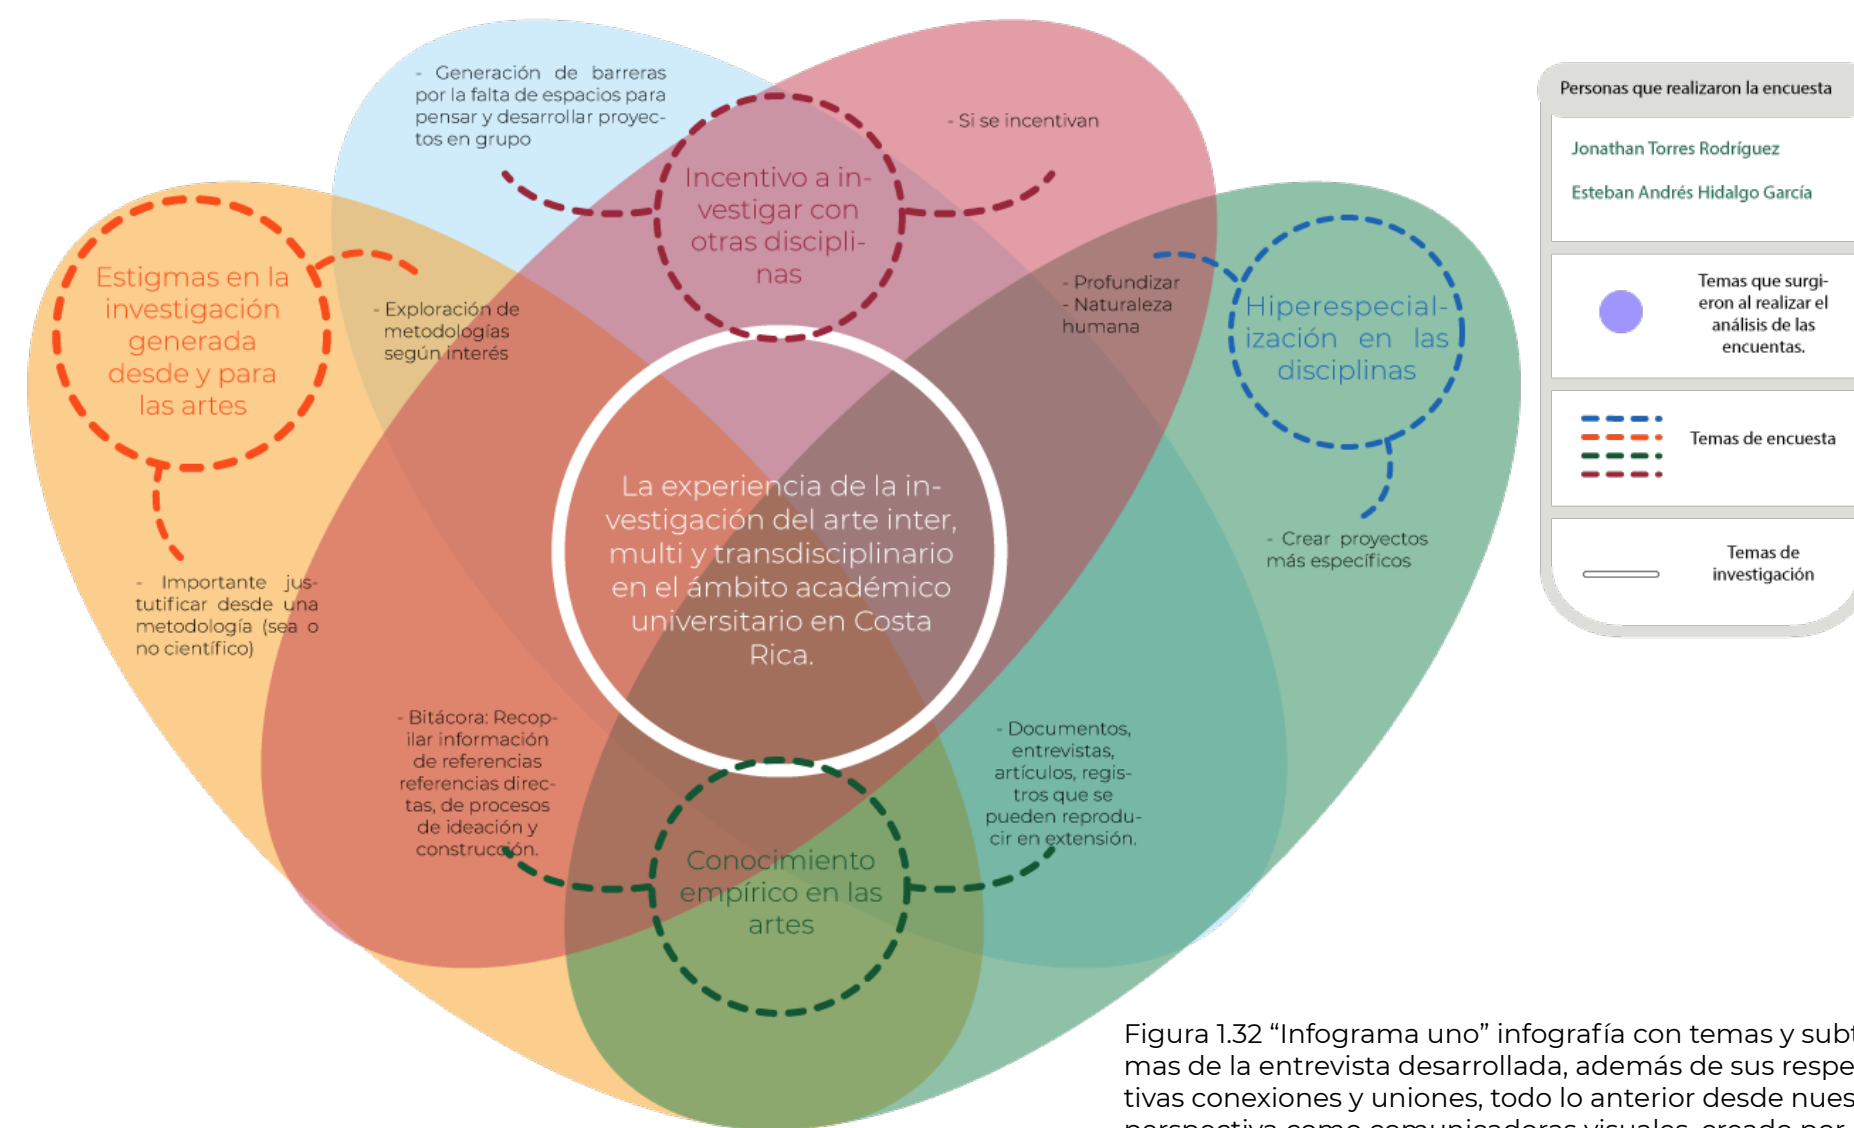 - Generación de barreras
por la falta de espacios para
pensar y desarrollar proyec-
tos en grupo
Incentivo a in-
vestigar con
otras discipli-
nas
- Si se incentivan
Estigmas en la
investigación
generada
desde y para
las artes
- Exploración de
metodologías
según interés
- Importante jus-
tutificar desde una
metodología (sea o
no científico)
- Profundizar
- Naturaleza
humana
Hiperespecial-
ización en las
disciplinas
- Crear proyectos
más específicos
La experiencia de la in-
vestigación del arte inter,
multi y transdisciplinario
en el ámbito académico
universitario en Costa
Rica.
- Bitácora: Recop-
ilar información
de referencias
referencias direc-
tas, de procesos
de ideación y
construcción.
- Documentos,
entrevistas,
artículos, regis-
tros que se
pueden reprodu-
cir en extensión.
Conocimiento
empírico en las
artes
Personas que realizaron la encuesta
Jonathan Torres Rodríguez
Esteban Andrés Hidalgo García
Temas que surgi-
eron al realizar el
análisis de las
encuentas.
Temas de encuesta
Temas de
investigación
Figura 1.32 “Infograma uno” infografía con temas y subt
mas de la entrevista desarrollada, además de sus respe
tivas conexiones y uniones, todo lo anterior desde nues
perspectiva como comunicadoras visuales, creado por